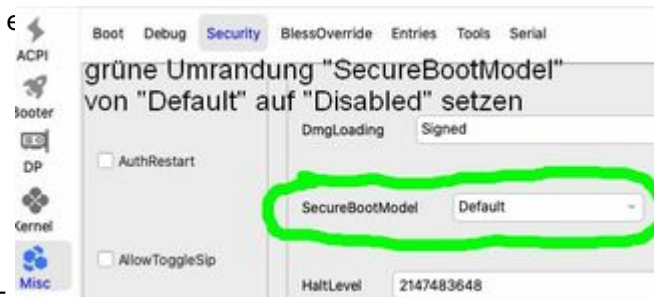 Boot Debug Security BlessOverride Entries Tools Serial
ACPI
grüne Umrandung "SecureBootModel"
von "Default" auf "Disabled" setzen
Booter
DmgLoading Signed
AuthRestart
DP
SecureBootModel Default
Kernel
AllowToggleSip
Misc
HaltLevel 2147483648